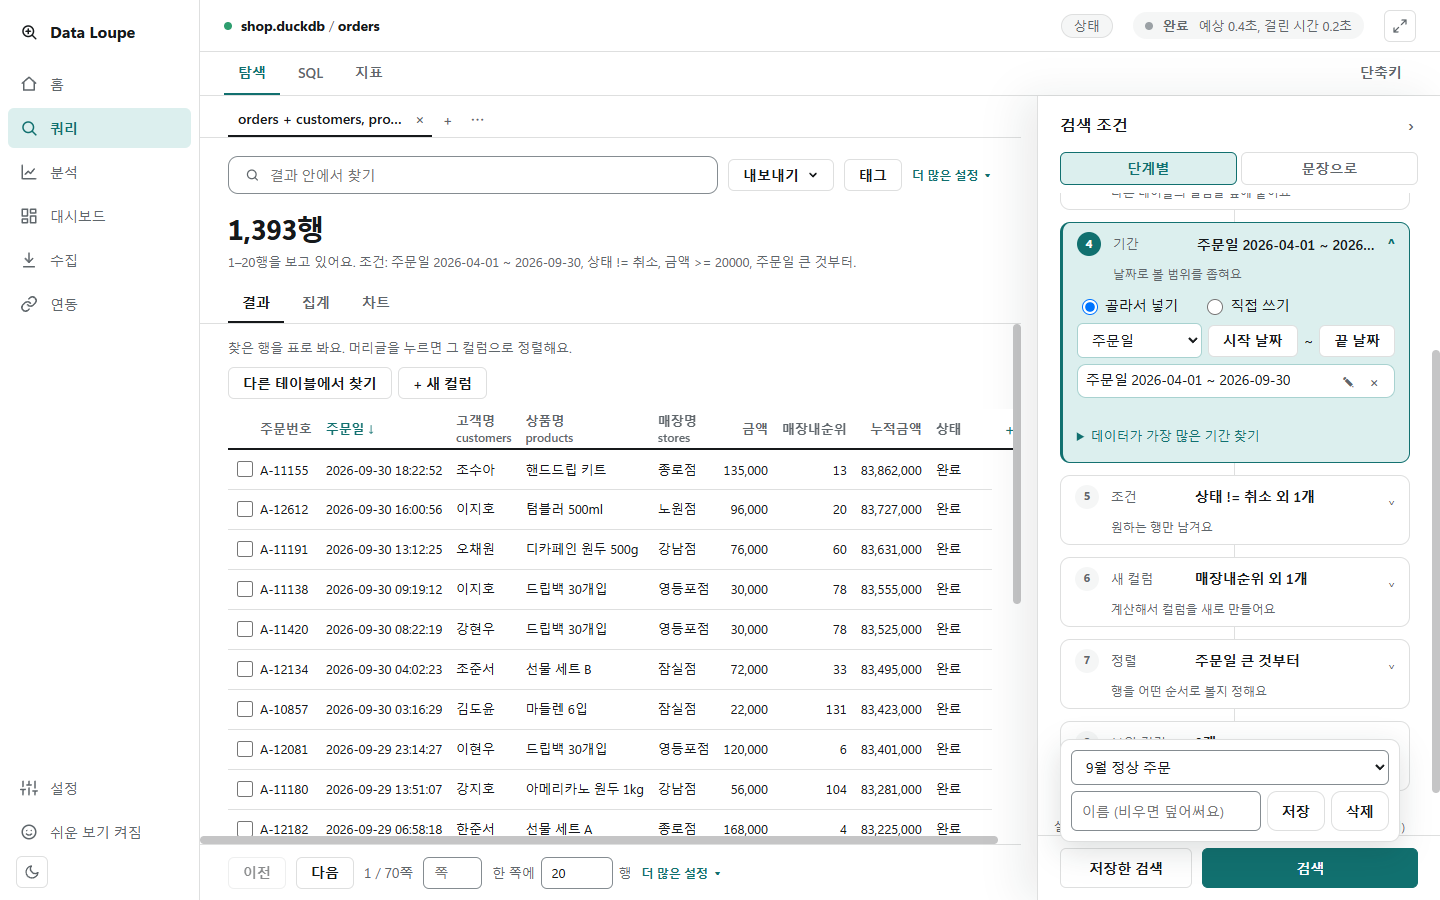 Data Loupe
홈
쿼리
분석
대시보드
수집
연동
설정
쉬운 보기 켜짐
shop.duckdb / orders
상태
완료 예상 0.4초, 걸린 시간 0.2초
탐색 SQL 지표
단축키
orders + customers, pro... × + ···
결과 안에서 찾기
내보내기
태그
더 많은 설정
1,393행
1–20행을 보고 있어요. 조건: 주문일 2026-04-01 ~ 2026-09-30, 상태 != 취소, 금액 >= 20000, 주문일 큰 것부터.
결과 집계 차트
찾은 행을 표로 봐요. 머리글을 누르면 그 컬럼으로 정렬해요.
다른 테이블에서 찾기 + 새 컬럼
주문번호 주문일 ↓ 고객명 customers 상품명 products 매장명 stores 금액 매장내순위 누적금액 상태 +
A-11155 2026-09-30 18:22:52 조수아 핸드드립 키트 종로점 135,000 13 83,862,000 완료
A-12612 2026-09-30 16:00:56 이지호 텀블러 500ml 노원점 96,000 20 83,727,000 완료
A-11191 2026-09-30 13:12:25 오채원 디카페인 원두 500g 강남점 76,000 60 83,631,000 완료
A-11138 2026-09-30 09:19:12 이지호 드립백 30개입 영등포점 30,000 78 83,555,000 완료
A-11420 2026-09-30 08:22:19 강현우 드립백 30개입 영등포점 30,000 78 83,525,000 완료
A-12134 2026-09-30 04:02:23 조준서 선물 세트 B 잠실점 72,000 33 83,495,000 완료
A-10857 2026-09-30 03:16:29 김도윤 마들렌 6입 잠실점 22,000 131 83,423,000 완료
A-12081 2026-09-29 23:14:27 이현우 드립백 30개입 영등포점 120,000 6 83,401,000 완료
A-11180 2026-09-29 13:51:07 강지호 아메리카노 원두 1kg 강남점 56,000 104 83,281,000 완료
A-12182 2026-09-29 06:58:18 한준서 선물 세트 A 종로점 168,000 4 83,225,000 완료
이전 다음 1 / 70쪽 쪽 한 쪽에 20 행 더 많은 설정
검색 조건
단계별 문장으로
4 기간 주문일 2026-04-01 ~ 2026...
날짜로 볼 범위를 좁혀요
골라서 넣기 직접 쓰기
주문일 시작 날짜 ~ 끝 날짜
주문일 2026-04-01 ~ 2026-09-30 ×
데이터가 가장 많은 기간 찾기
5 조건 상태 != 취소 외 1개
원하는 행만 남겨요
6 새 컬럼 매장내순위 외 1개
계산해서 컬럼을 새로 만들어요
7 정렬 주문일 큰 것부터
행을 어떤 순서로 볼지 정해요
9월 정상 주문
이름 (비우면 덮어써요) 저장 삭제
저장한 검색 검색